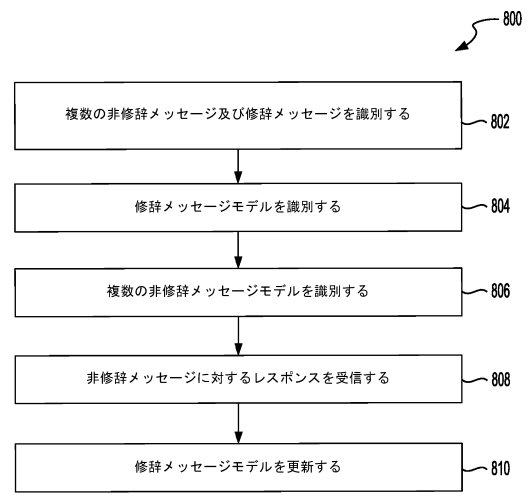 800
複数の非修辞メッセージ及び修辞メッセージを識別する
802
修辞メッセージモデルを識別する
804
複数の非修辞メッセージモデルを識別する
806
非修辞メッセージに対するレスポンスを受信する
808
修辞メッセージモデルを更新する
810